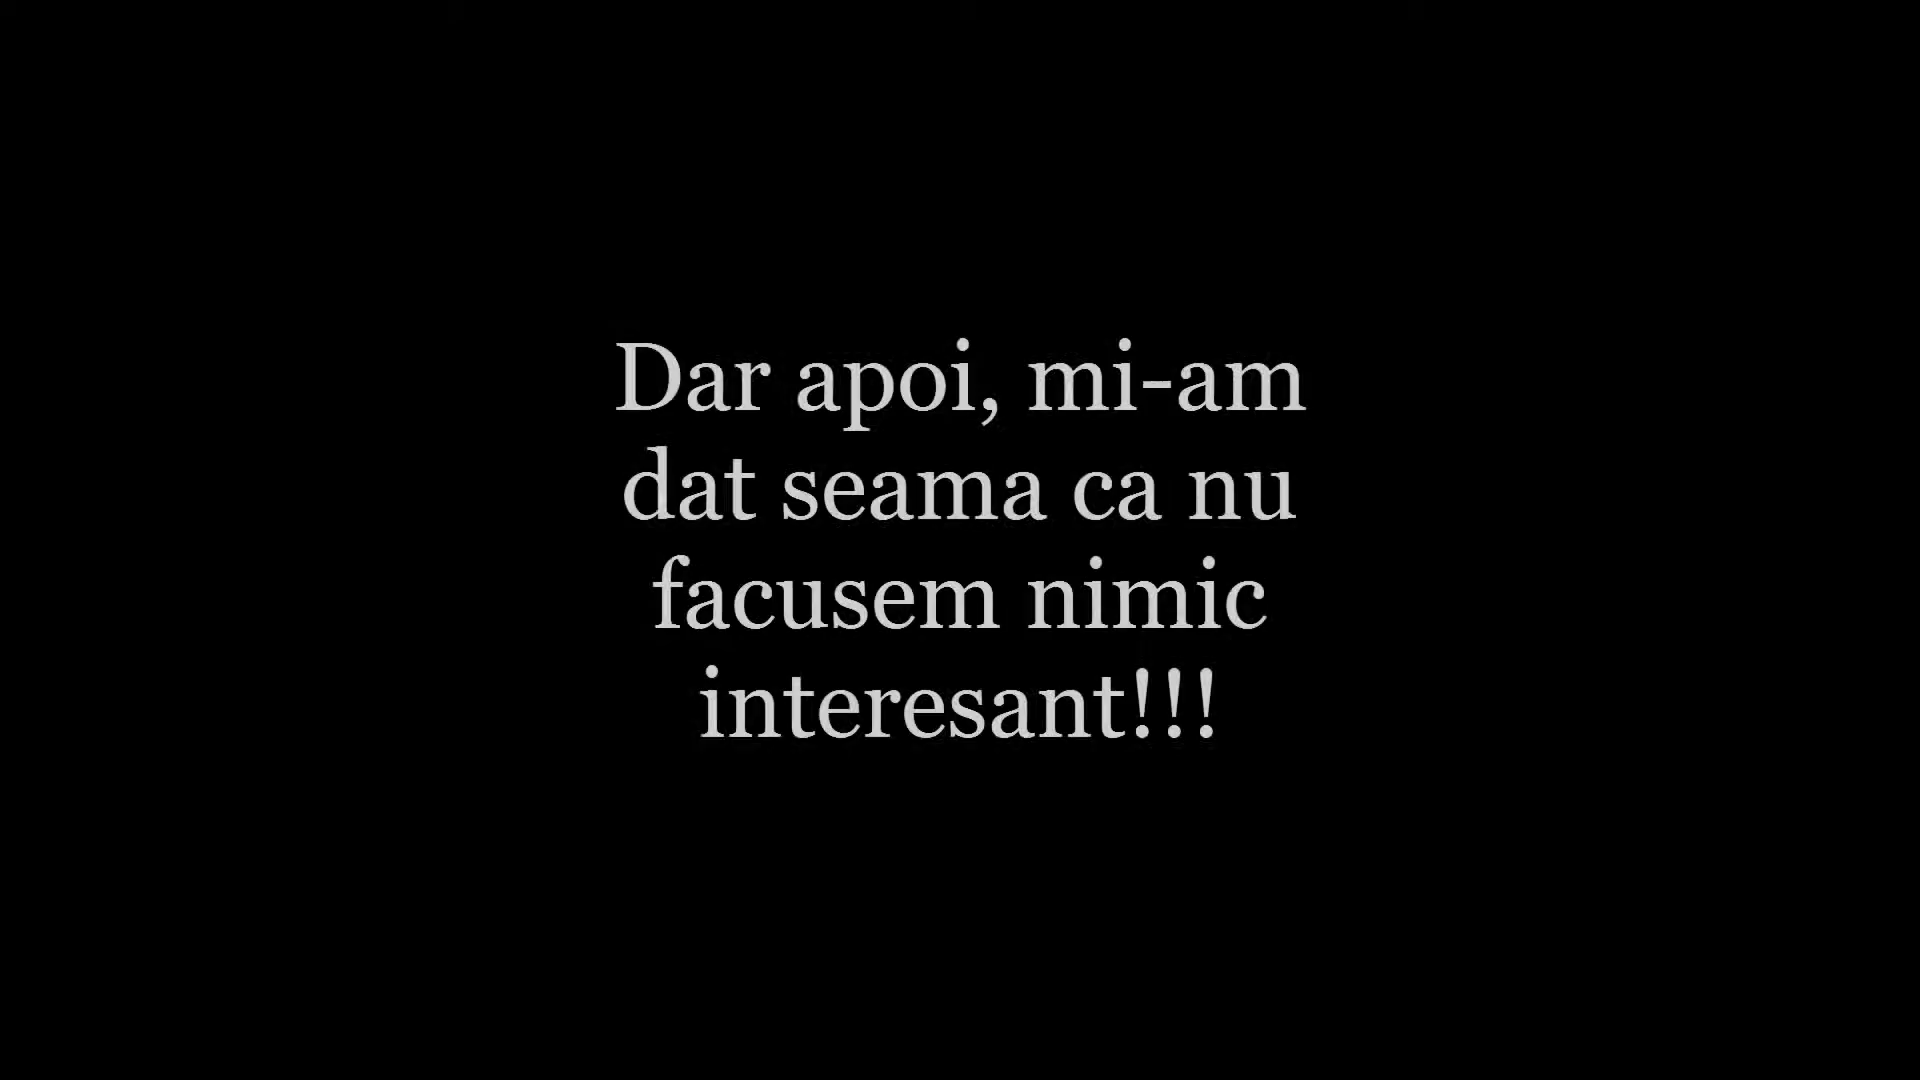 Dar apoi, mi-am
dat seama ca nu
facusem nimic
interesant!!!